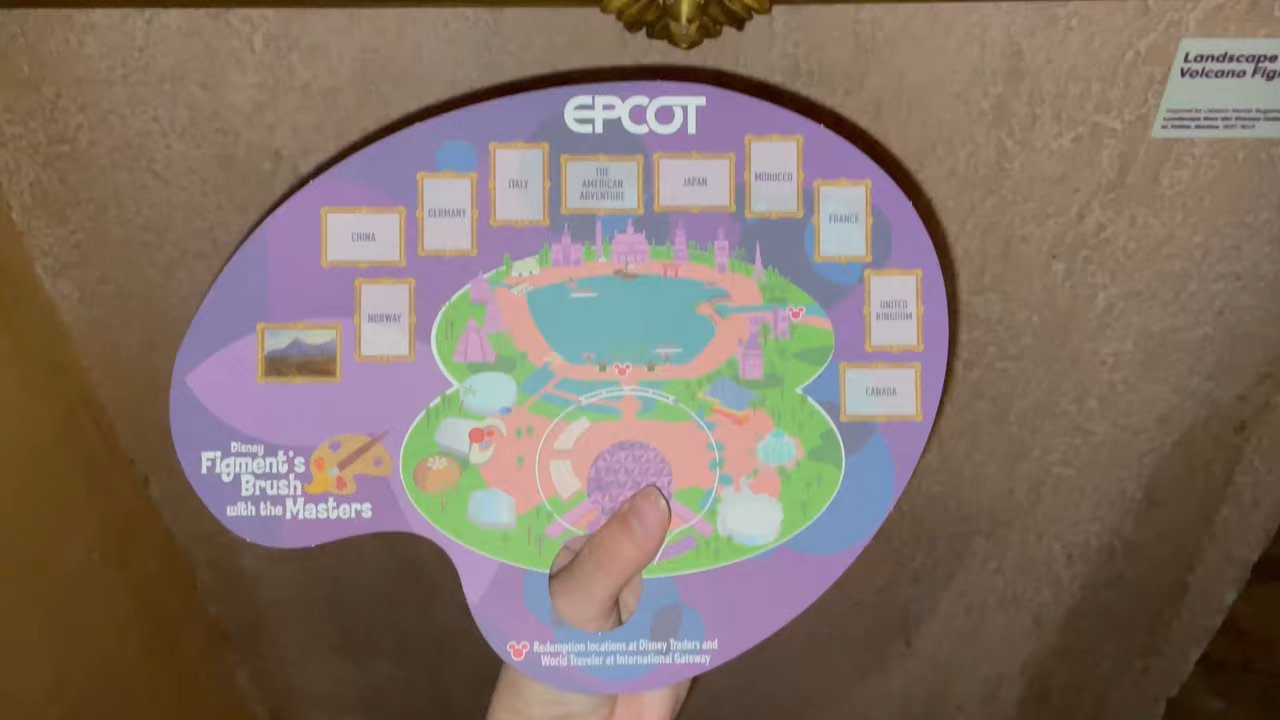 EPCOT
Landscape
Volcano Fig
ITALY
THE
AMERICAN
ADVENTURE
JAPAN
MOROCCO
GERMANY
FRANCE
CHINA
NORWAY
UNITED
KINGDOM
CANADA
Disney
Figment's
Brush
with the Masters
Redemption locations at Disney Traders and
World Traveler at International Gateway